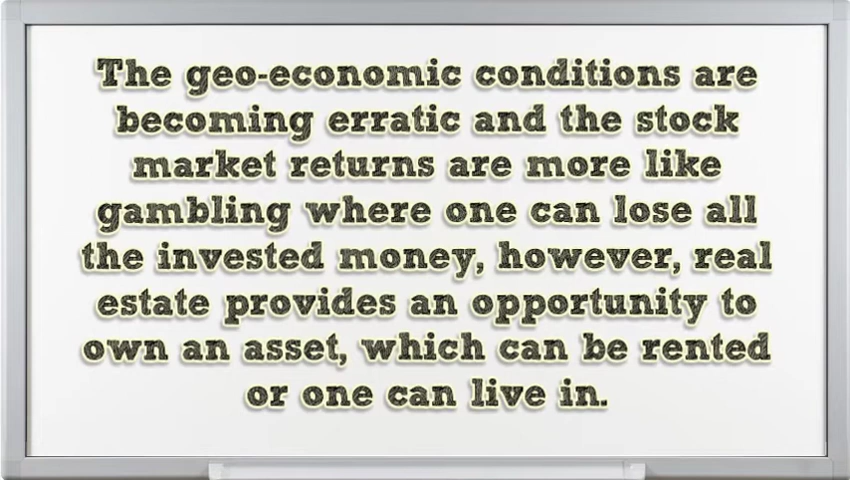 The geo-economic conditions are
becoming erratic and the stock
market returns are more like
gambling where one can lose all
the invested money, however, real
estate provides an opportunity to
own an asset, which can be rented
or one can live in.